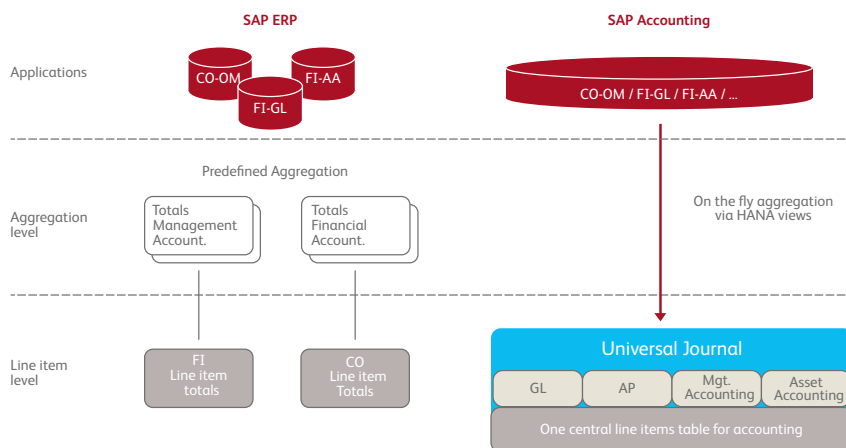 SAP ERP
SAP Accounting
Applications
CO-OM
FI-AA
FI-GL
CO-OM / FI-GL / FI-AA / ...
Predefined Aggregation
Aggregation
level
Totals
Management
Account.
Totals
Financial
Account.
On the fly aggregation
via HANA views
Line item
level
FI
Line item
totals
CO
Line item
Totals
Universal Journal
GL
AP
Mgt.
Accounting
Asset
Accounting
One central line items table for accounting